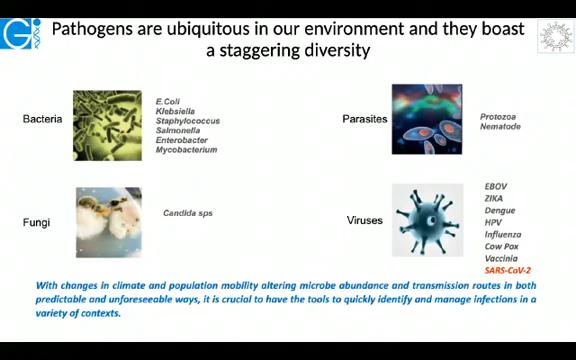 Pathogens are ubiquitous in our environment and they boast
a staggering diversity
Bacteria
E.Coli
Klebsiella
Staphylococcus
Salmonella
Enterobacter
Mycobacterium
Parasites
Protozoa
Nematode
Fungi
Candida sps
Viruses
EBOV
ZIKA
Dengue
HPV
Influenza
Cow Pox
Vaccinia
SARS-CoV-2
With changes in climate and population mobility altering microbe abundance and transmission routes in both
predictable and unforeseeable ways, it is crucial to have the tools to quickly identify and manage infections in a
variety of contexts.